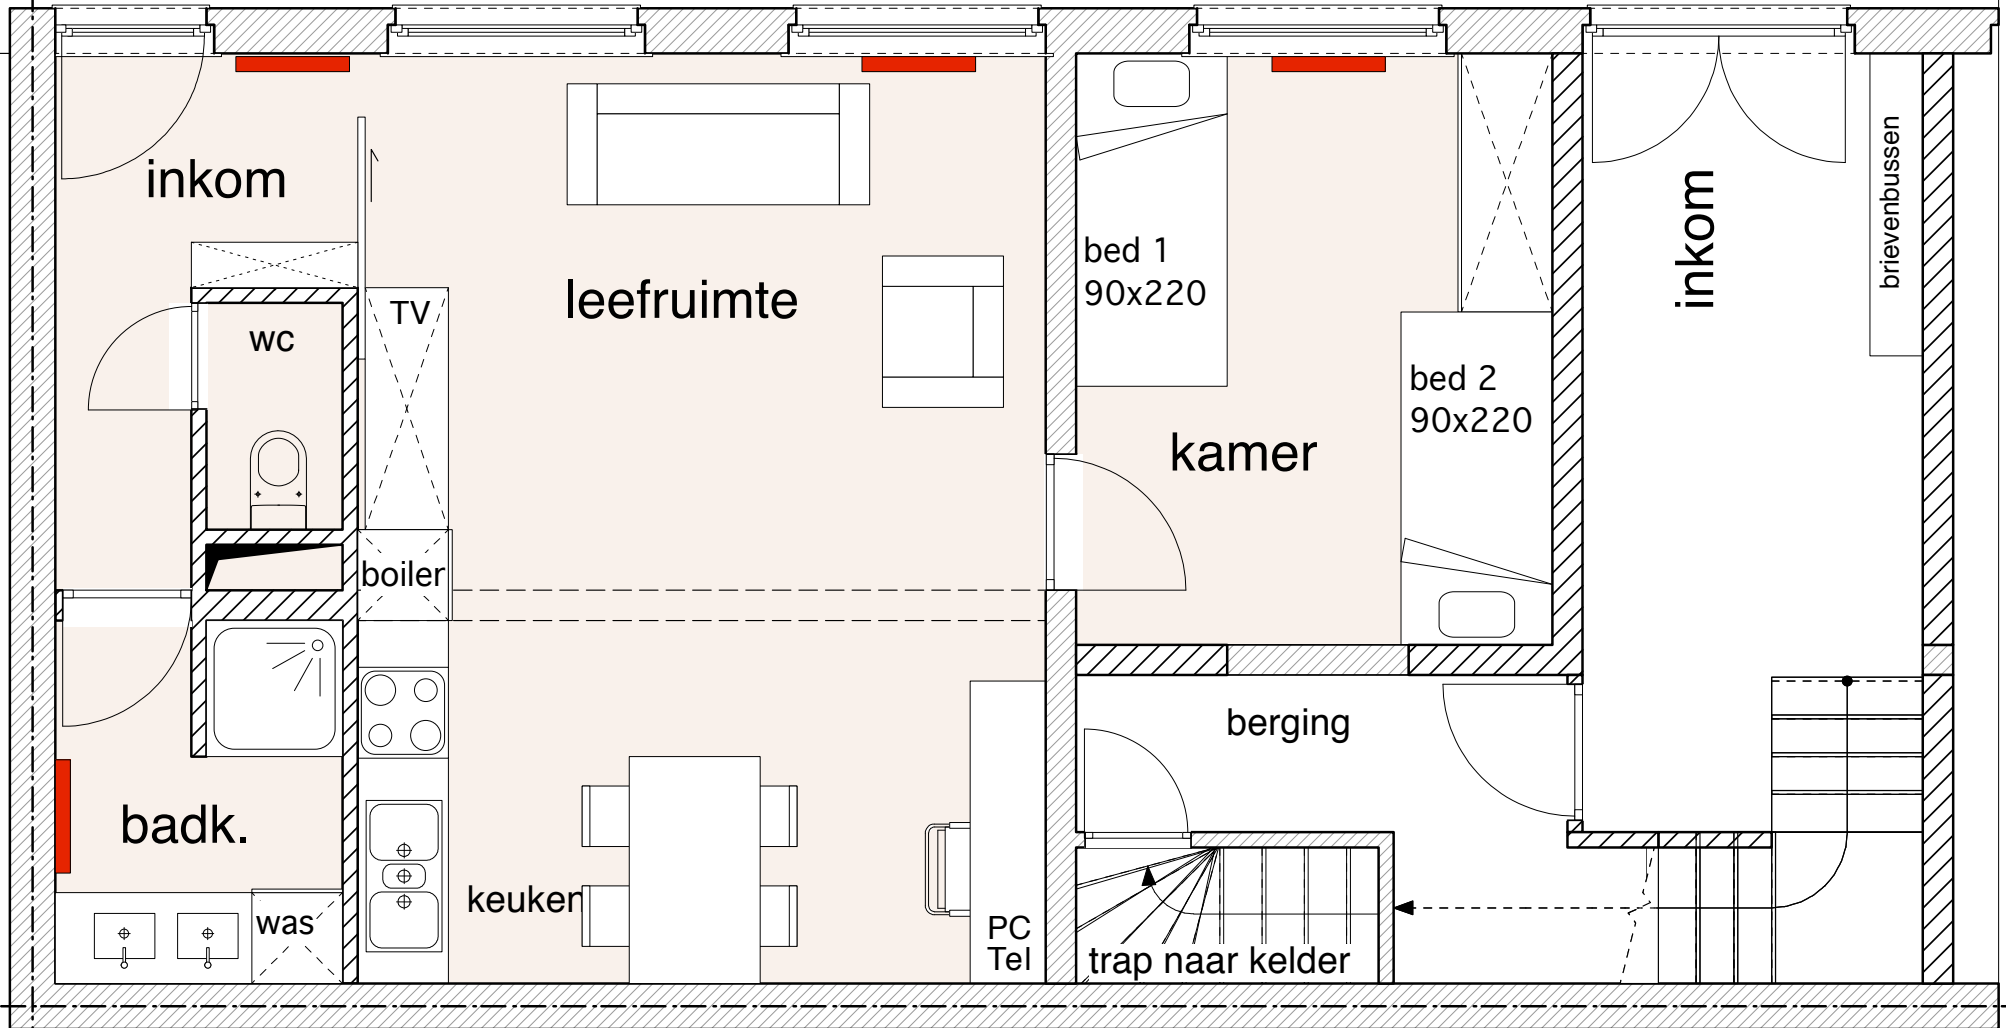 inkom
wc
TV
leefruimte
boiler
badk.
was
keuken
PC
Tel
bed 1
90x220
bed 2
90x220
kamer
inkom
brievenbussen
berging
trap naar kelder